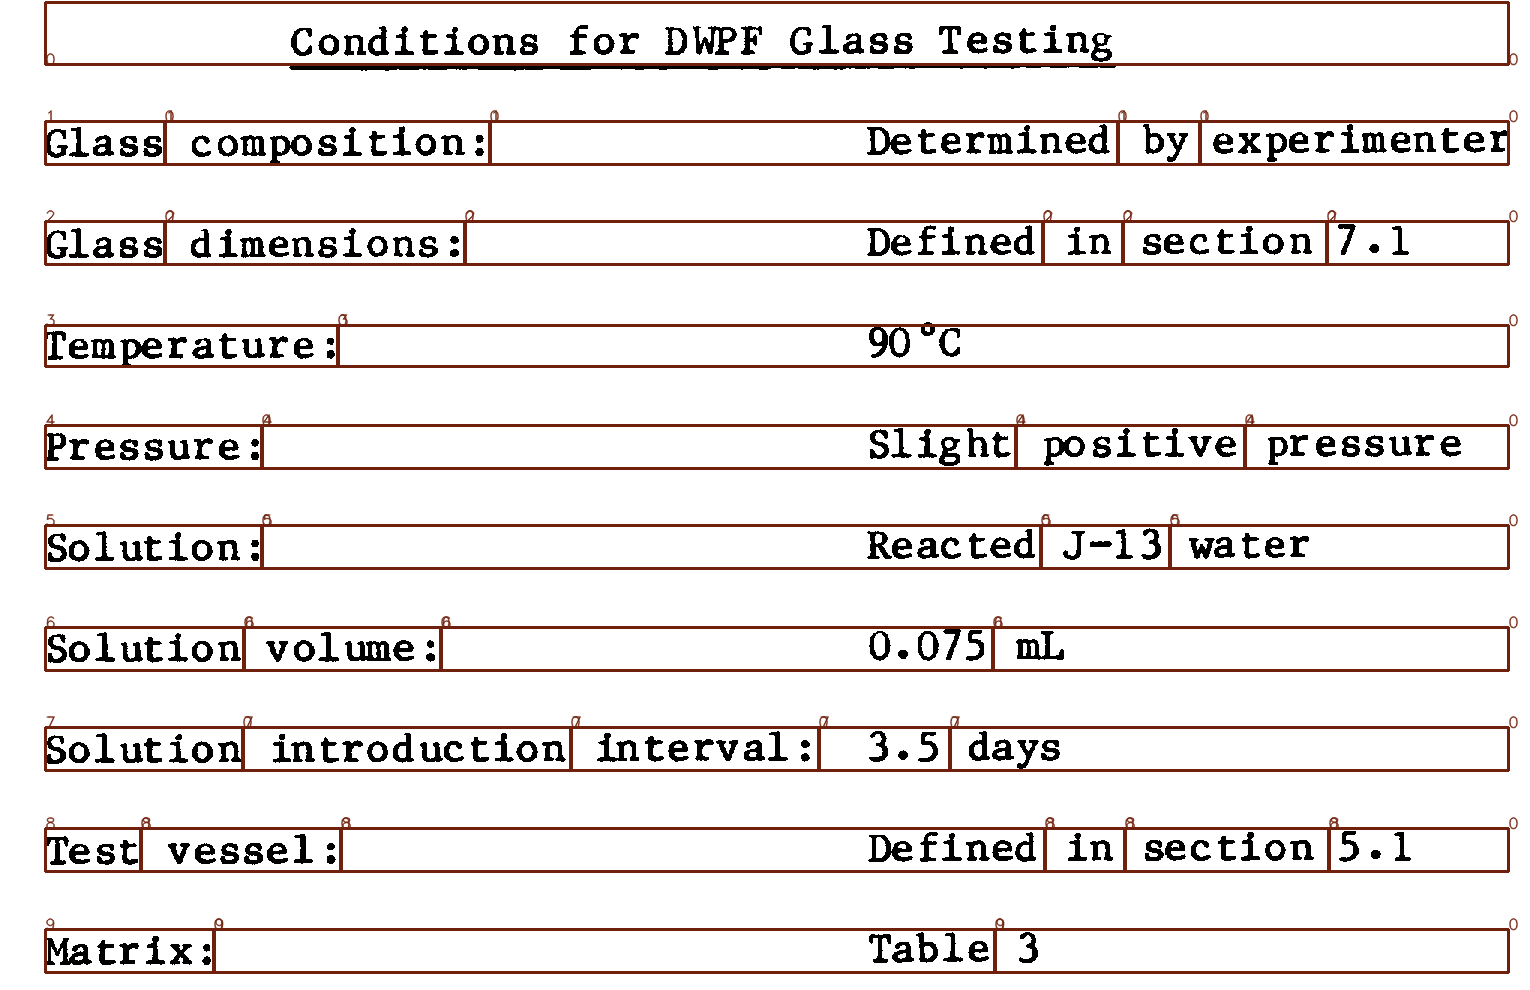 Conditions for DWPF Glass Testing
Glass composition: Determined by experimenter
Glass dimensions: Defined in section 7.1
Temperature: 90°C
Pressure: Slight positive pressure
Solution: Reacted J-13 water
Solution volume: 0.075 mL
Solution introduction interval: 3.5 days
Test vessel: Defined in section 5.1
Matrix: Table 3